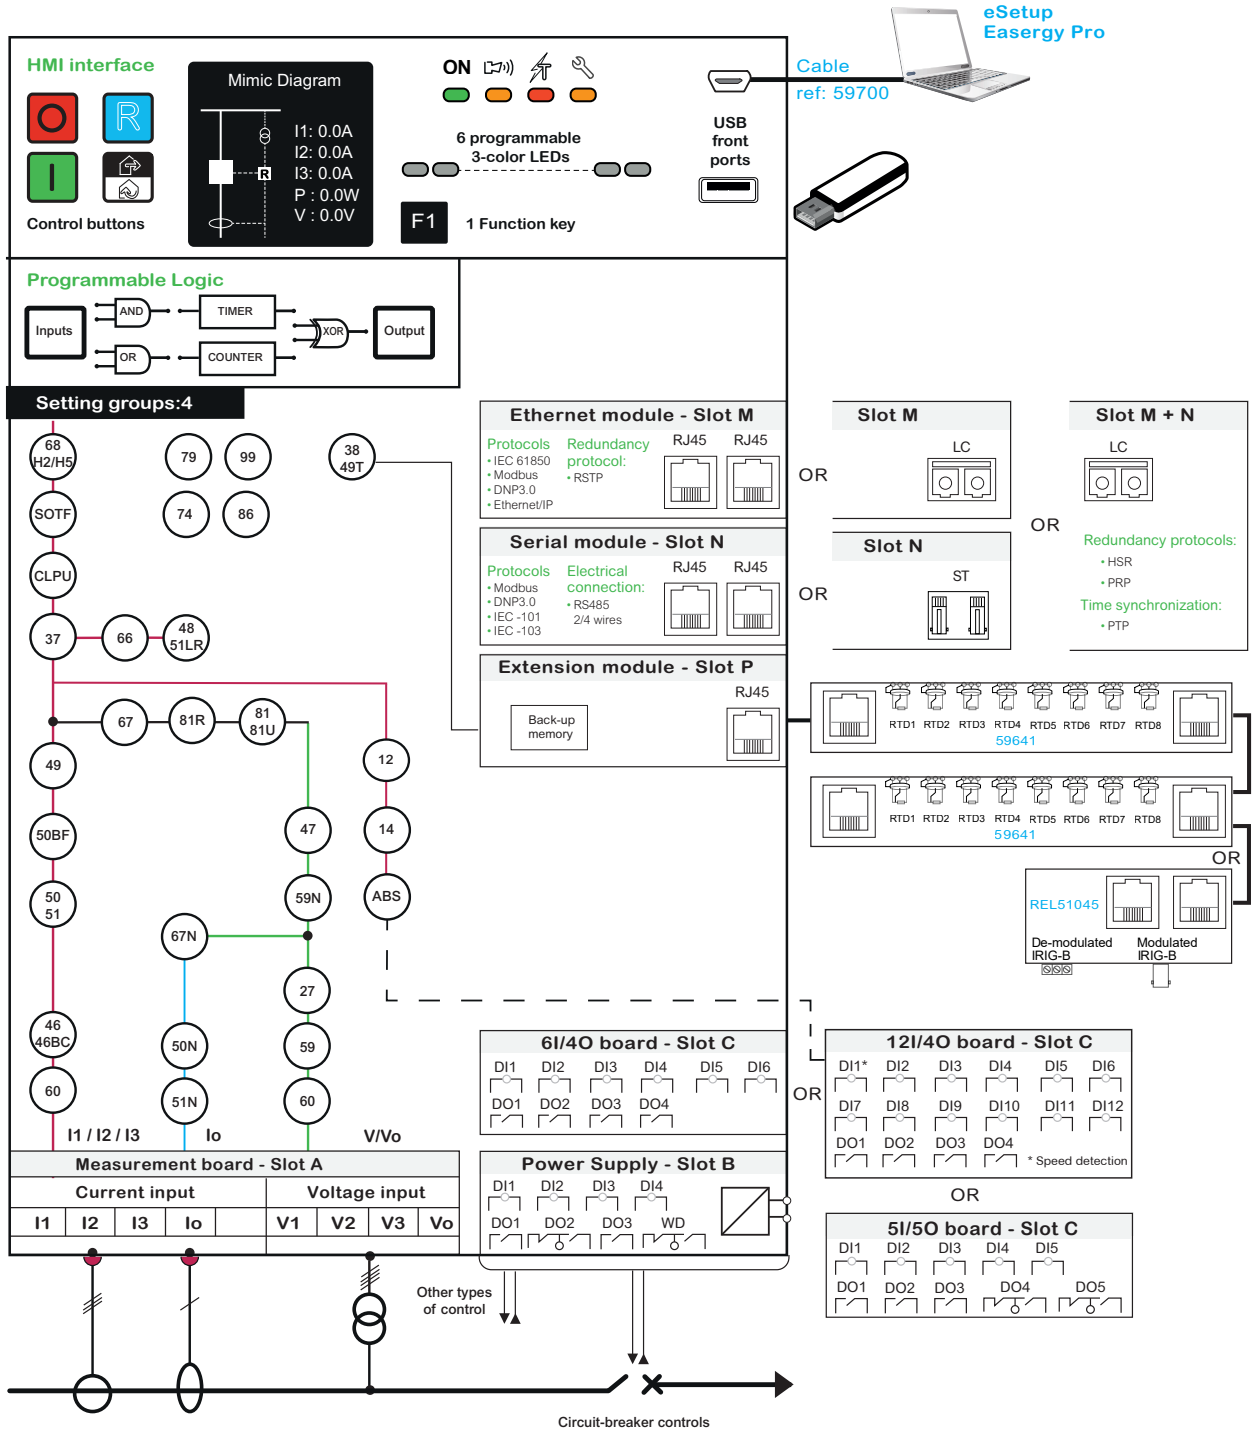 eSetup
Easergy Pro
HMI interface
Mimic Diagram
ON
Cable
ref: 59700
R
I1: 0.0A
I2: 0.0A
I3: 0.0A
P : 0.0W
V : 0.0V
R
6 programmable
3-color LEDs
USB
front
ports
Control buttons
F1
1 Function key
Programmable Logic
Inputs
AND
TIMER
OR
COUNTER
XOR
Output
Setting groups:4
68
H2/H5
79
99
38
49T
SOTF
74
86
CLPU
37
66
48
51LR
67
81R
81
81U
49
12
50BF
47
14
50
51
59N
ABS
67N
27
46
46BC
50N
59
60
51N
60
I1 / I2 / I3
Io
V/Vo
Measurement board - Slot A
Current input
Voltage input
I1
I2
I3
Io
V1
V2
V3
Vo
Ethernet module - Slot M
Protocols
• IEC 61850
• Modbus
• DNP3.0
• Ethernet/IP
Redundancy
protocol:
• RSTP
RJ45
RJ45
OR
Slot M
LC
OR
Slot M + N
LC
Redundancy protocols:
• HSR
• PRP
Time synchronization:
• PTP
Serial module - Slot N
Protocols
• Modbus
• DNP3.0
• IEC -101
• IEC -103
Electrical
connection:
• RS485
2/4 wires
RJ45
RJ45
OR
Slot N
ST
Extension module - Slot P
RJ45
Back-up
memory
RTD1
RTD2
RTD3
RTD4
RTD5
RTD6
RTD7
RTD8
59641
RTD1
RTD2
RTD3
RTD4
RTD5
RTD6
RTD7
RTD8
59641
OR
REL51045
De-modulated
IRIG-B
Modulated
IRIG-B
6I/4O board - Slot C
DI1
DI2
DI3
DI4
DI5
DI6
DO1
DO2
DO3
DO4
OR
12I/4O board - Slot C
DI1*
DI2
DI3
DI4
DI5
DI6
DI7
DI8
DI9
DI10
DI11
DI12
DO1
DO2
DO3
DO4
* Speed detection
Power Supply - Slot B
DI1
DI2
DI3
DI4
DO1
DO2
DO3
WD
OR
5I/5O board - Slot C
DI1
DI2
DI3
DI4
DI5
DO1
DO2
DO3
DO4
DO5
Other types
of control
Circuit-breaker controls